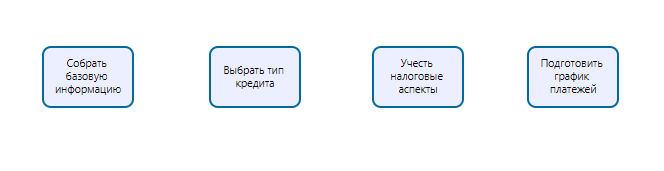 Собрать
базовую
информацию
Выбрать тип
кредита
Учесть
налоговые
аспекты
Подготовить
график
платежей